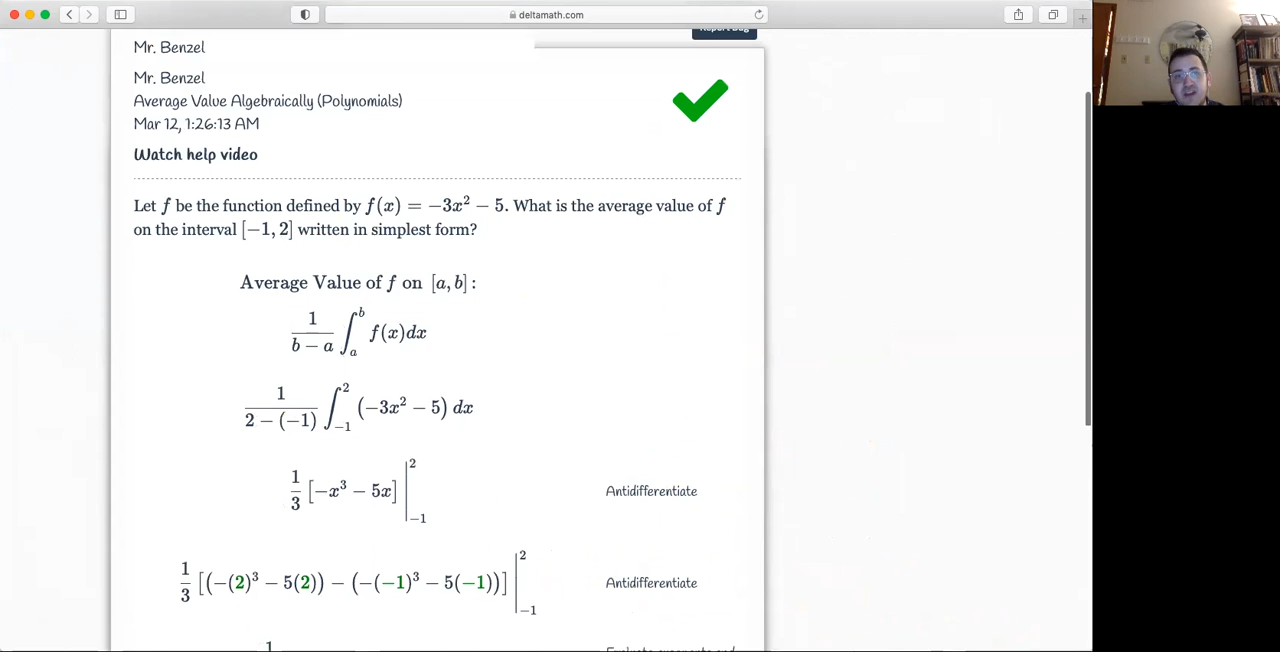 deltamath.com
Report Bug
Mr. Benzel
Mr. Benzel
Average Value Algebraically (Polynomials)
Mar 12, 1:26:13 AM
Watch help video
Let f be the function defined by f(x) = −3x² − 5. What is the average value of f
on the interval [−1, 2] written in simplest form?
Average Value of f on [a, b] :
1/(b − a) ∫_a^b f(x)dx
1/(2 − (−1)) ∫_−1^2 (−3x² − 5) dx
1/3 [−x³ − 5x] |_−1^2 Antidifferentiate
1/3 [(−(2)³ − 5(2)) − (−(−1)³ − 5(−1))] |_−1^2 Antidifferentiate
1